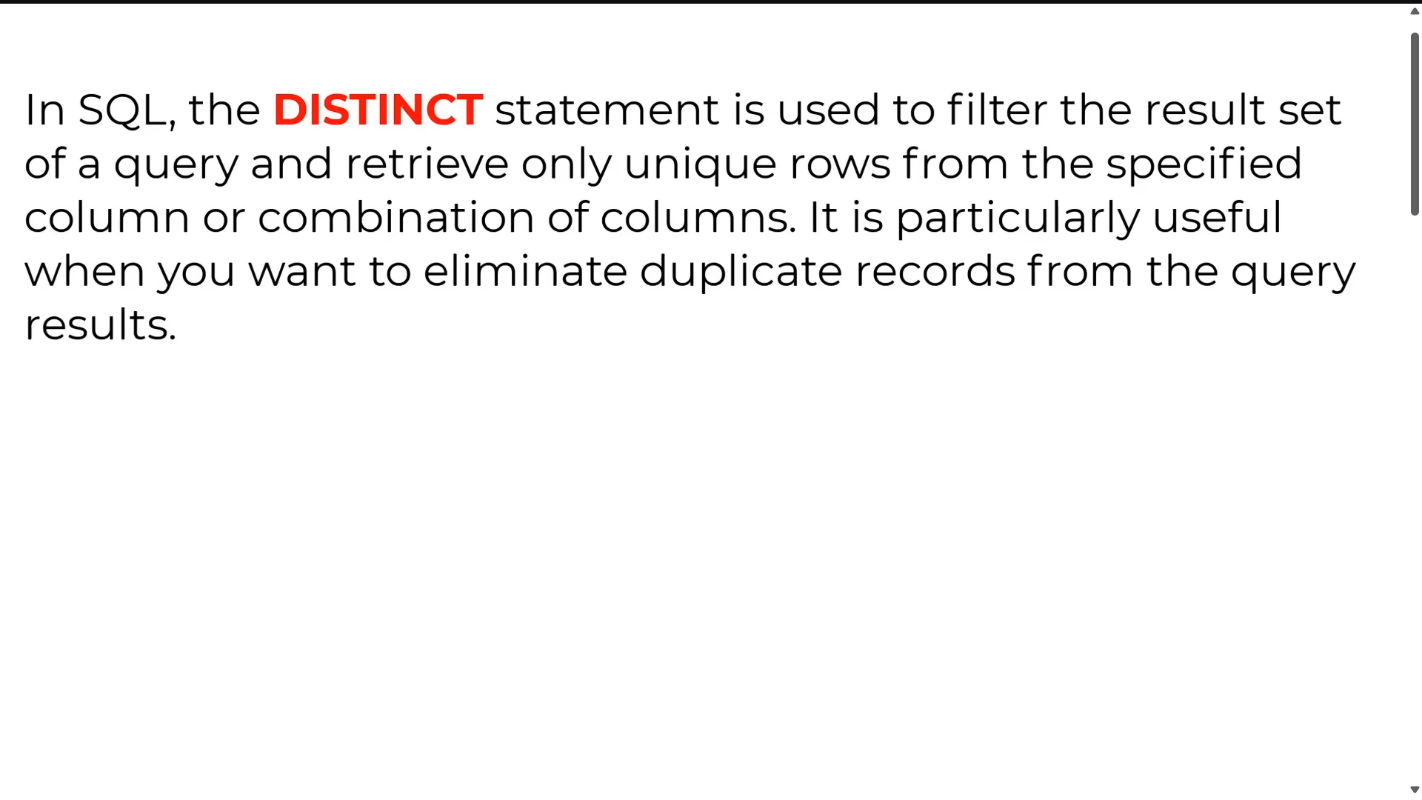 In SQL, the DISTINCT statement is used to filter the result set
of a query and retrieve only unique rows from the specified
column or combination of columns. It is particularly useful
when you want to eliminate duplicate records from the query
results.